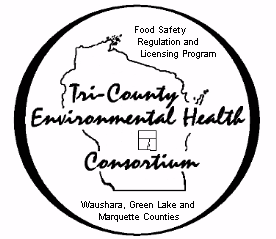 Food Safety
Regulation and
Licensing Program
Tri-County
Environmental Health
Consortium
Waushara, Green Lake and
Marquette Counties